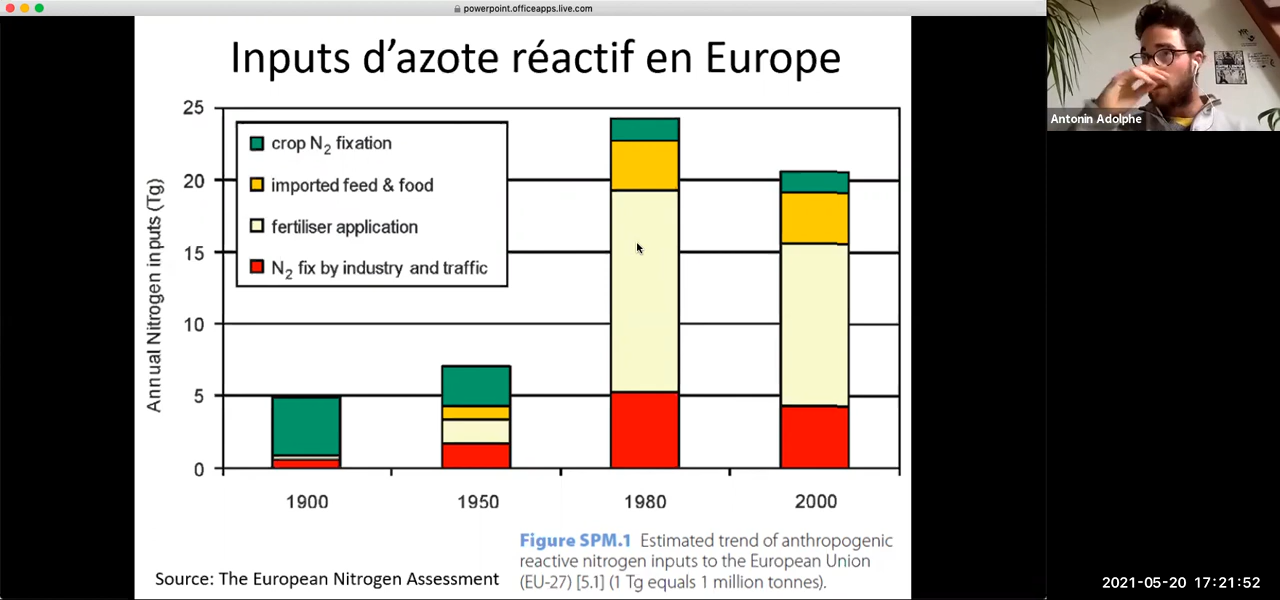 powerpoint.officeapps.live.com
Inputs d’azote réactif en Europe
Annual Nitrogen inputs (Tg)
25
20
15
10
5
0
crop N₂ fixation
imported feed & food
fertiliser application
N₂ fix by industry and traffic
1900
1950
1980
2000
Figure SPM.1 Estimated trend of anthropogenic
reactive nitrogen inputs to the European Union
(EU-27) [5.1] (1 Tg equals 1 million tonnes).
Source: The European Nitrogen Assessment
Antonin Adolphe
2021-05-20 17:21:52